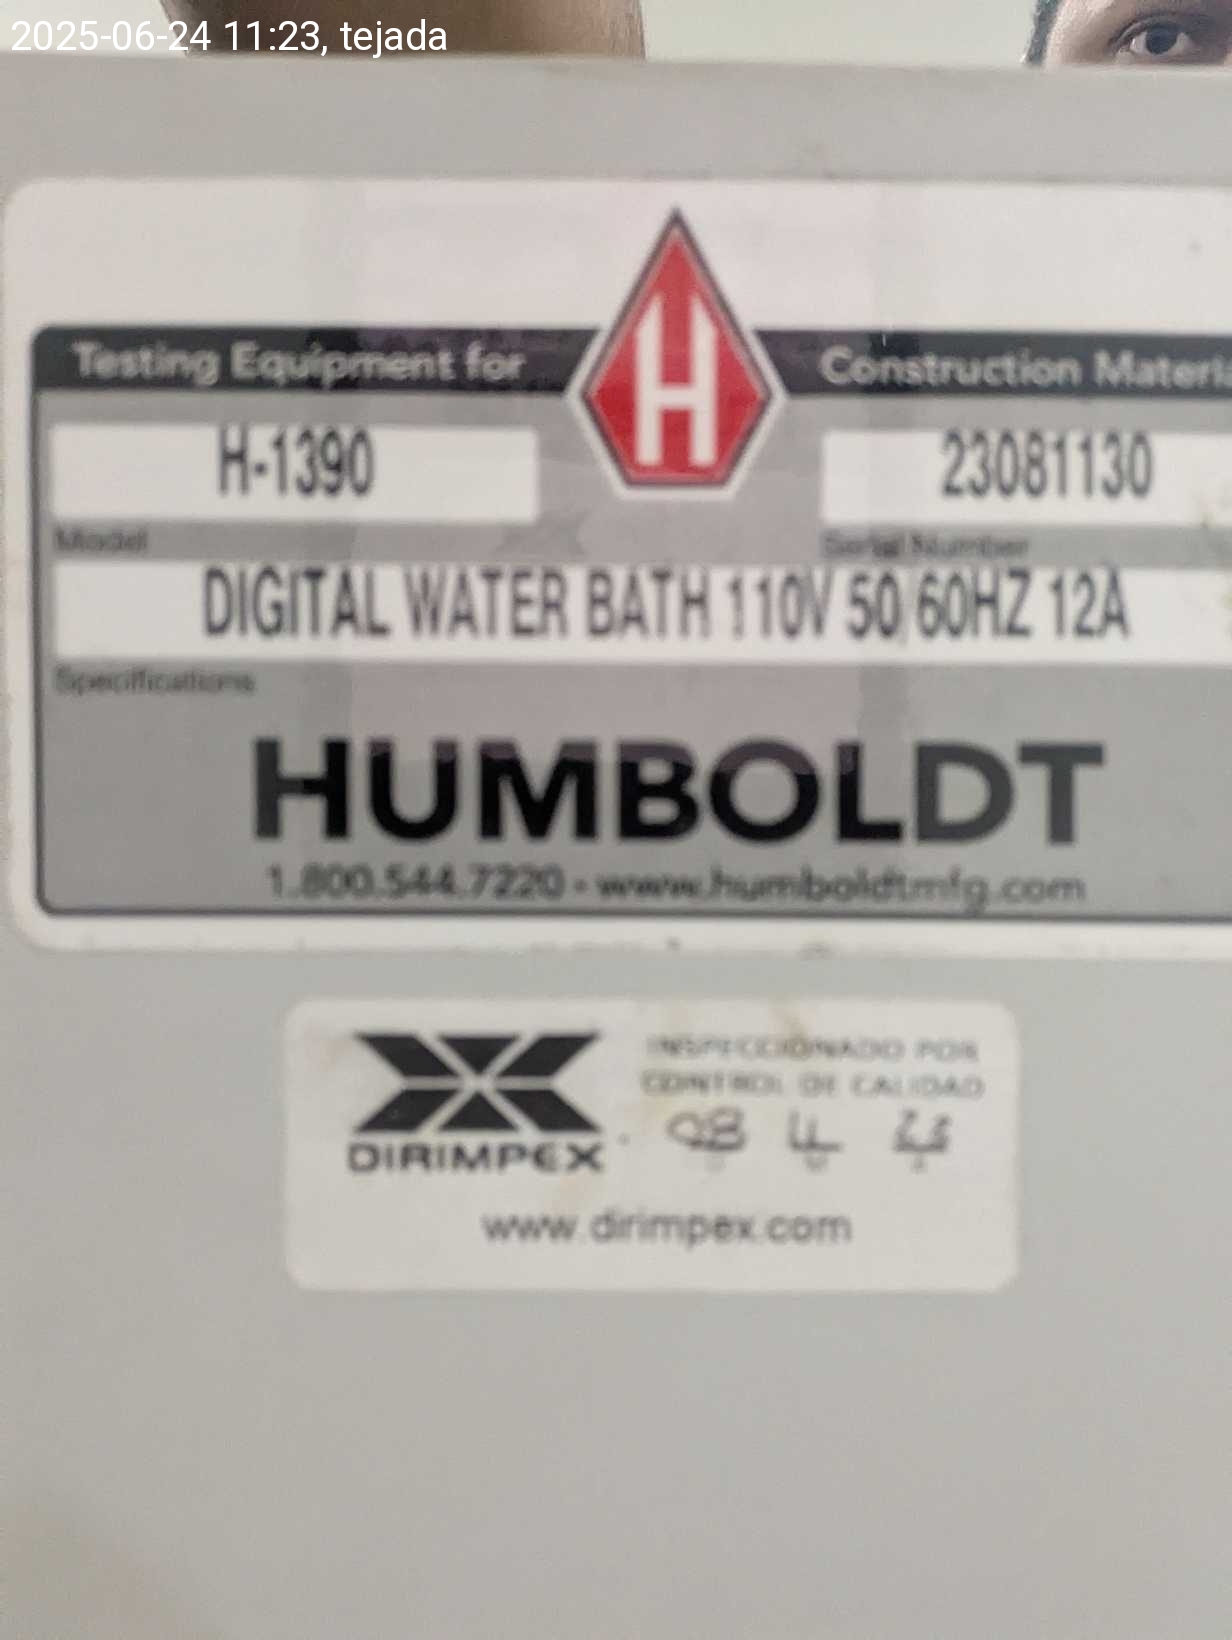 2025-06-24 11:23, tejada
Testing Equipment for
Construction Materi
H
H-1390
23081130
Model
Serial Number
DIGITAL WATER BATH 110V 50/60HZ 12A
Specifications
HUMBOLDT
1.800.544.7220 • www.humboldtmfg.com
INSPECCIONADO POR
CONTROL DE CALIDAD
DIRIMPEX
www.dirimpex.com